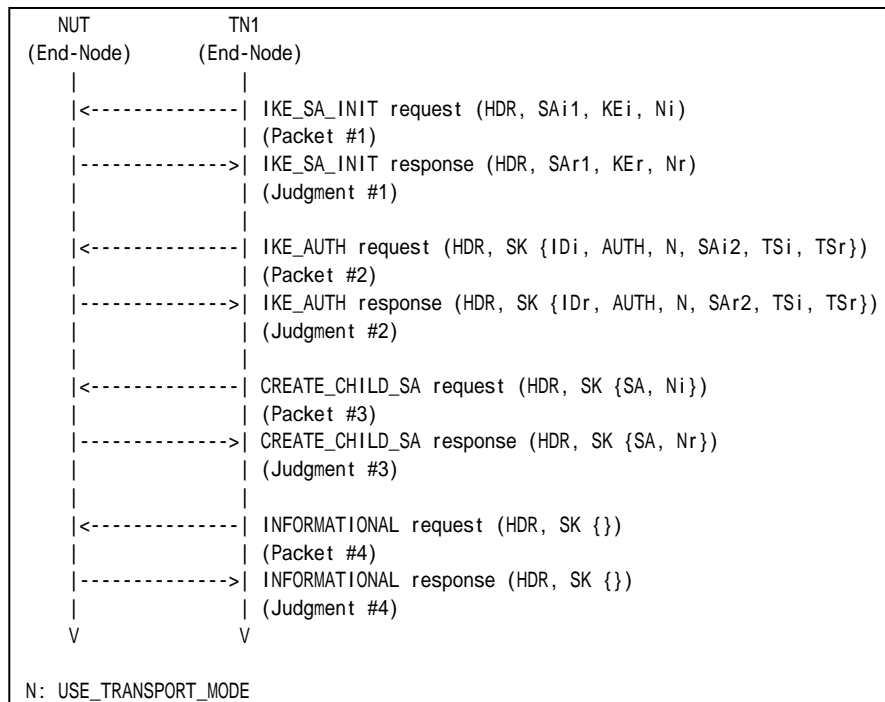 NUT TN1
(End-Node) (End-Node)
| |
|<--------------| IKE_SA_INIT request (HDR, SAi1, KEi, Ni)
| | (Packet #1)
|-------------->| IKE_SA_INIT response (HDR, SAr1, KEr, Nr)
| | (Judgment #1)
| |
|<--------------| IKE_AUTH request (HDR, SK {IDi, AUTH, N, SAi2, TSi, TSr})
| | (Packet #2)
|-------------->| IKE_AUTH response (HDR, SK {IDr, AUTH, N, SAr2, TSi, TSr})
| | (Judgment #2)
| |
|<--------------| CREATE_CHILD_SA request (HDR, SK {SA, Ni})
| | (Packet #3)
|-------------->| CREATE_CHILD_SA response (HDR, SK {SA, Nr})
| | (Judgment #3)
| |
|<--------------| INFORMATIONAL request (HDR, SK {})
| | (Packet #4)
|-------------->| INFORMATIONAL response (HDR, SK {})
| | (Judgment #4)
V V
N: USE_TRANSPORT_MODE